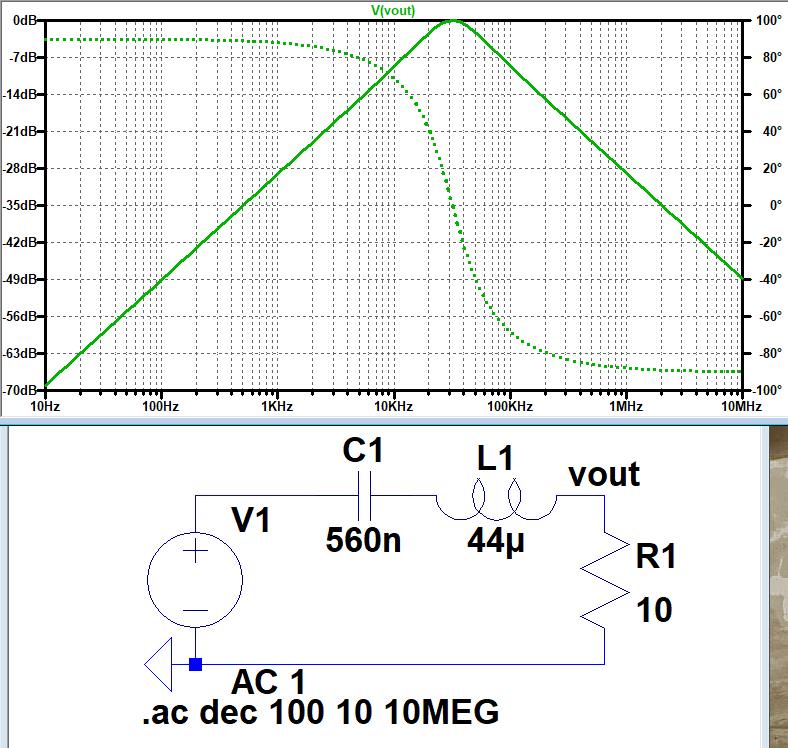 V(vout)
0dB 100°
-7dB 80°
-14dB 60°
-21dB 40°
-28dB 20°
-35dB 0°
-42dB -20°
-49dB -40°
-56dB -60°
-63dB -80°
-70dB -100°
10Hz 100Hz 1KHz 10KHz 100KHz 1MHz 10MHz
C1
L1
vout
V1
560n
44µ
R1
10
AC 1
.ac dec 100 10 10MEG